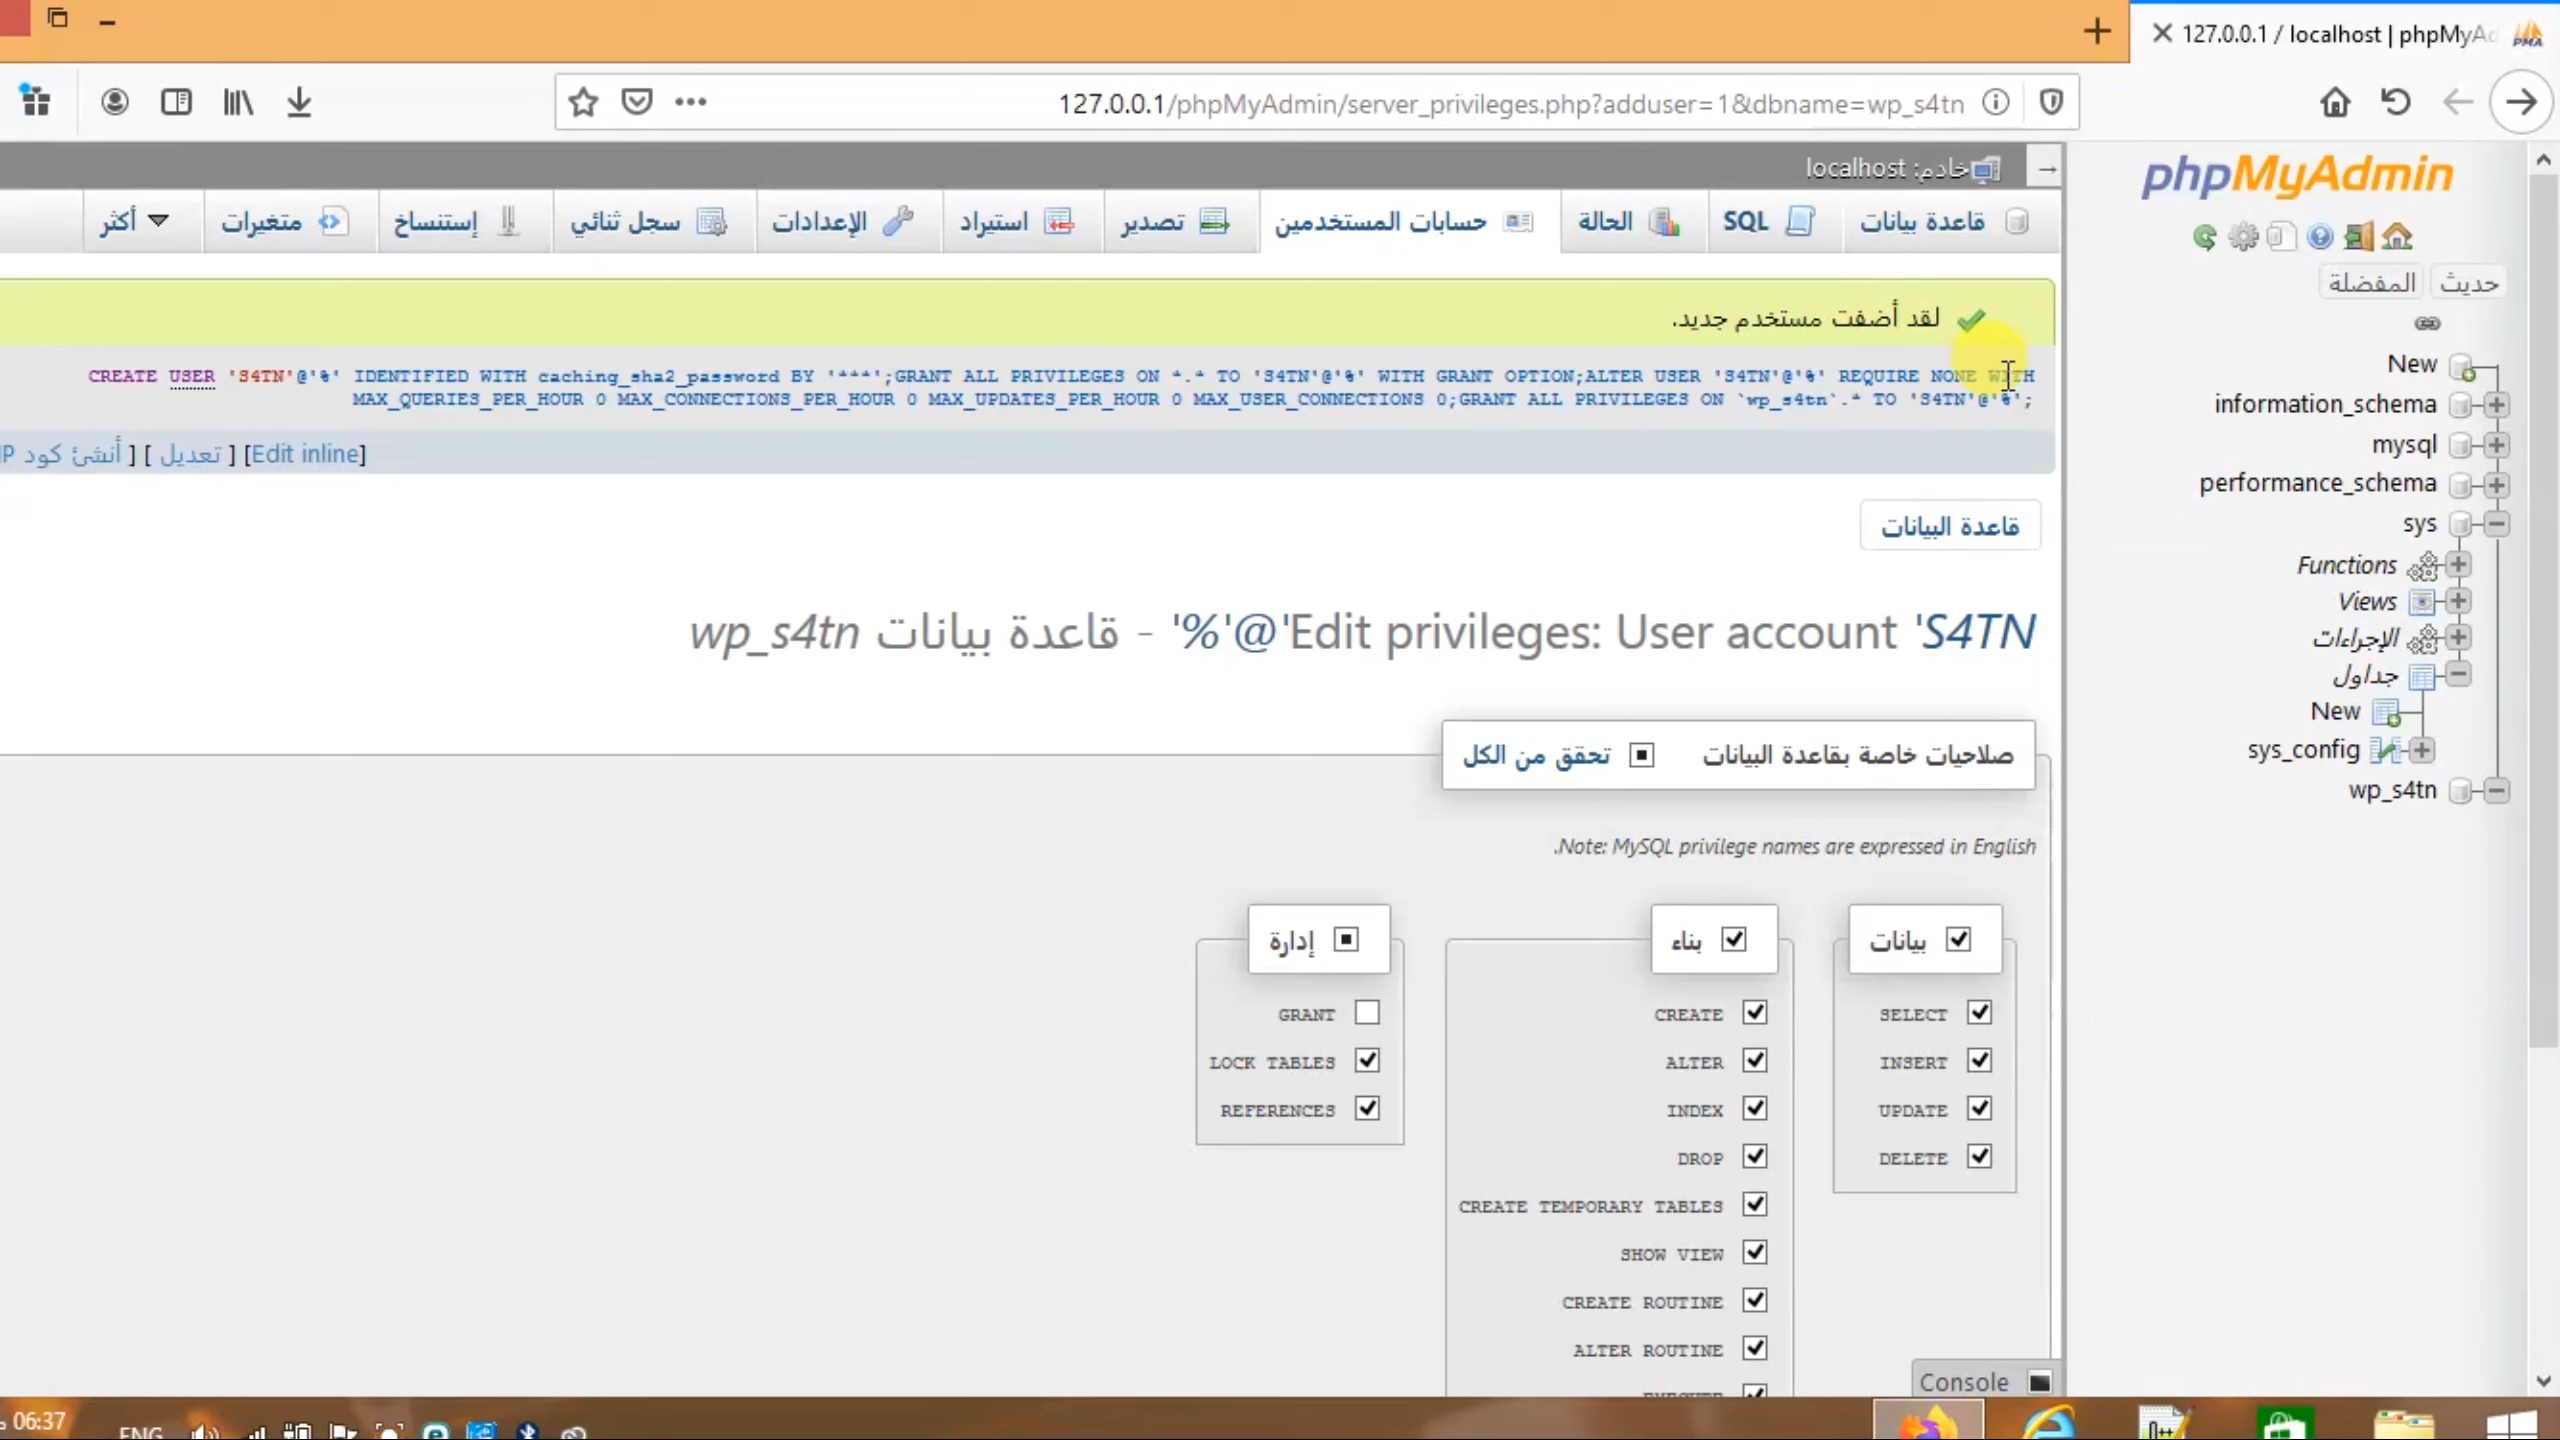 127.0.0.1 / localhost | phpMyAd
PMA
127.0.0.1/phpMyAdmin/server_privileges.php?adduser=1&dbname=wp_s4tn
phpMyAdmin
حديث
المفضلة
New
information_schema
mysql
performance_schema
sys
Functions
Views
الإجراءات
جداول
New
sys_config
wp_s4tn
خادم: localhost
قاعدة بيانات
SQL
الحالة
حسابات المستخدمين
تصدير
استيراد
الإعدادات
سجل ثنائي
إستنساخ
متغيرات
أكثر
لقد أضفت مستخدم جديد.
CREATE USER 'S4TN'@'%' IDENTIFIED WITH caching_sha2_password BY '***';GRANT ALL PRIVILEGES ON *.* TO 'S4TN'@'%' WITH GRANT OPTION;ALTER USER 'S4TN'@'%' REQUIRE NONE WITH
MAX_QUERIES_PER_HOUR 0 MAX_CONNECTIONS_PER_HOUR 0 MAX_UPDATES_PER_HOUR 0 MAX_USER_CONNECTIONS 0;GRANT ALL PRIVILEGES ON `wp_s4tn`.* TO 'S4TN'@'%';
[Edit inline] [ تعديل ] [ أنشئ كود
قاعدة البيانات
Edit privileges: User account 'S4TN'@'%' - قاعدة بيانات wp_s4tn
صلاحيات خاصة بقاعدة البيانات
تحقق من الكل
Note: MySQL privilege names are expressed in English.
بيانات
SELECT
INSERT
UPDATE
DELETE
بناء
CREATE
ALTER
INDEX
DROP
CREATE TEMPORARY TABLES
SHOW VIEW
CREATE ROUTINE
ALTER ROUTINE
EXECUTE
إدارة
GRANT
LOCK TABLES
REFERENCES
Console
06:37
ENG